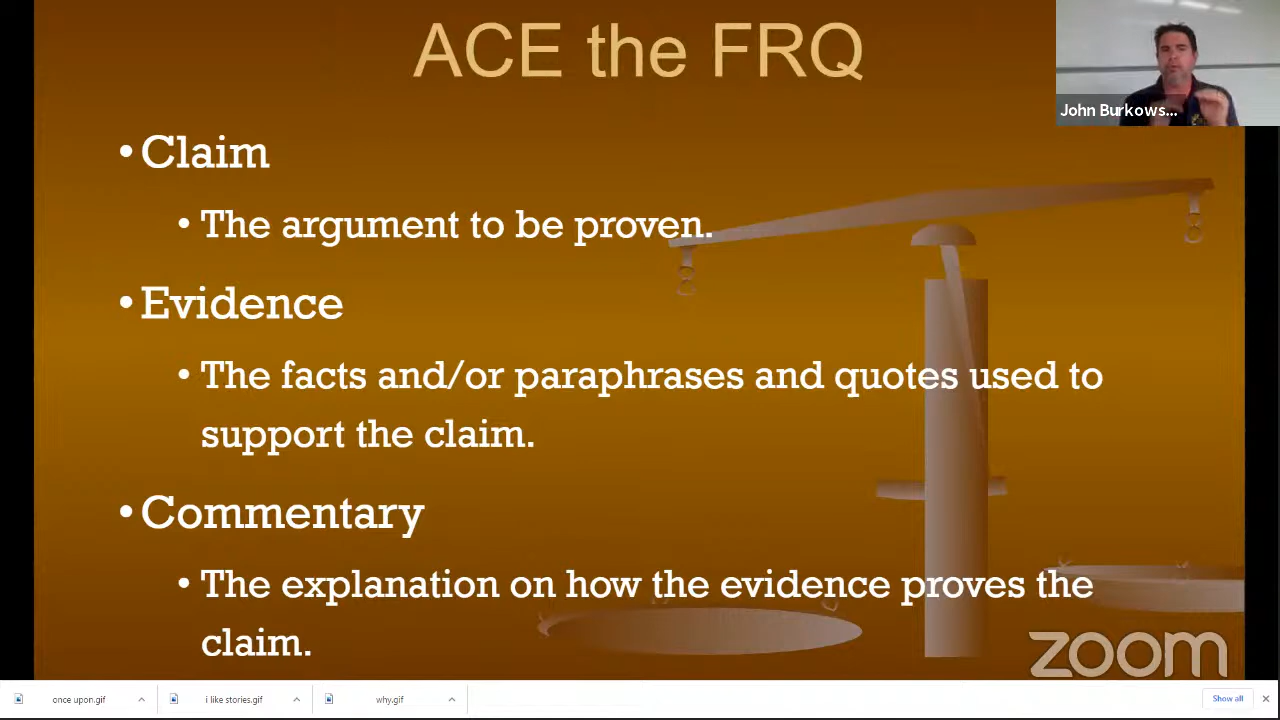 ACE the FRQ
John Burkows...
• Claim
• The argument to be proven.
• Evidence
• The facts and/or paraphrases and quotes used to
support the claim.
• Commentary
• The explanation on how the evidence proves the
claim.
zoom
once upon.gif
i like stories.gif
why.gif
Show all